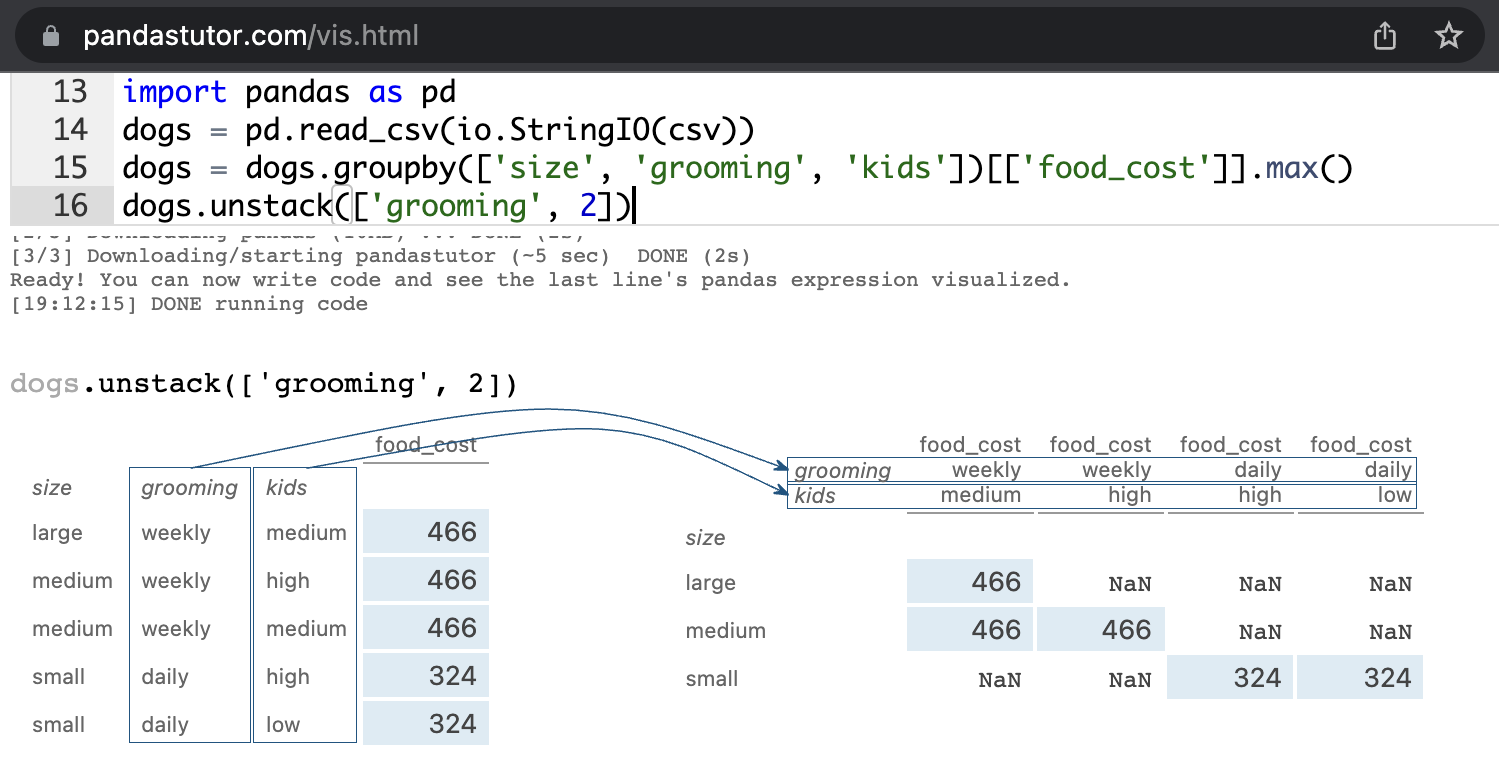 pandastutor.com/vis.html
13 import pandas as pd
14 dogs = pd.read_csv(io.StringIO(csv))
15 dogs = dogs.groupby(['size', 'grooming', 'kids'])[['food_cost']].max()
16 dogs.unstack(['grooming', 2])
[3/3] Downloading/starting pandastutor (~5 sec)  DONE (2s)
Ready! You can now write code and see the last line's pandas expression visualized.
[19:12:15] DONE running code
dogs.unstack(['grooming', 2])
food_cost
size grooming kids
large weekly medium 466
medium weekly high 466
medium weekly medium 466
small daily high 324
small daily low 324
food_cost food_cost food_cost food_cost
grooming weekly weekly daily daily
kids medium high high low
size
large 466 NaN NaN NaN
medium 466 466 NaN NaN
small NaN NaN 324 324